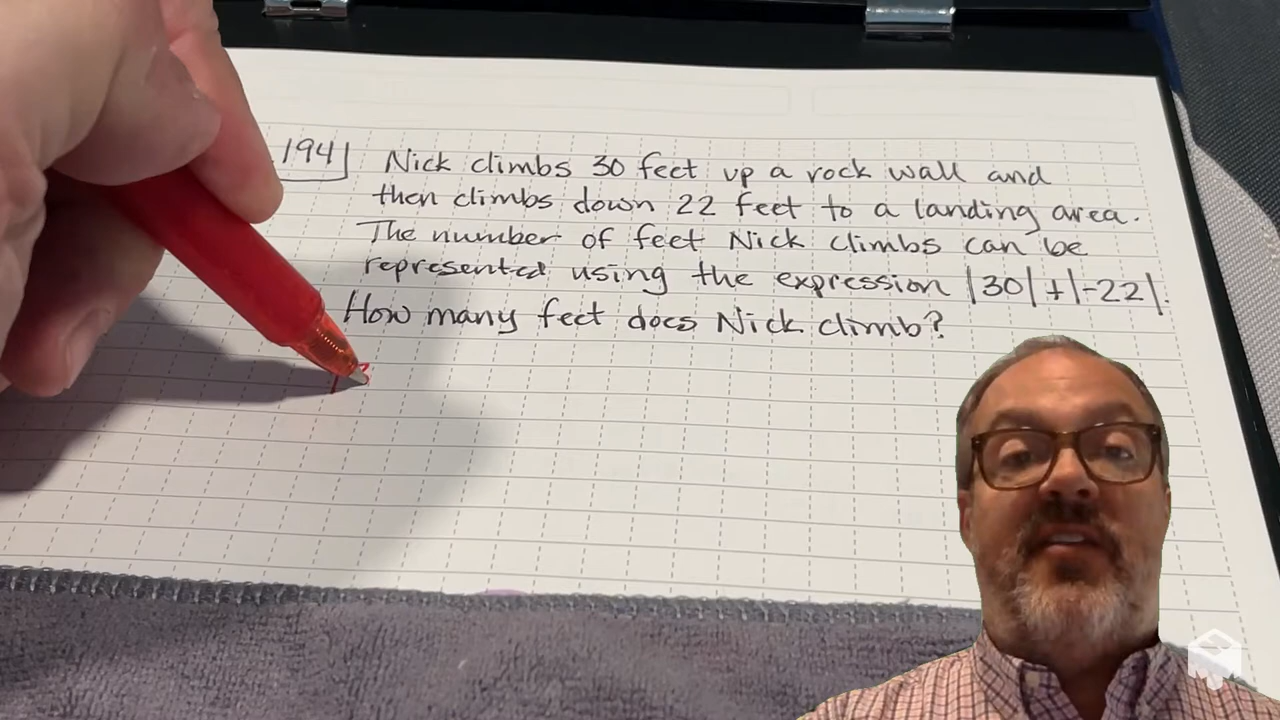 194
Nick climbs 30 feet up a rock wall and
then climbs down 22 feet to a landing area.
The number of feet Nick climbs can be
represented using the expression |30|+|-22|.
How many feet does Nick climb?